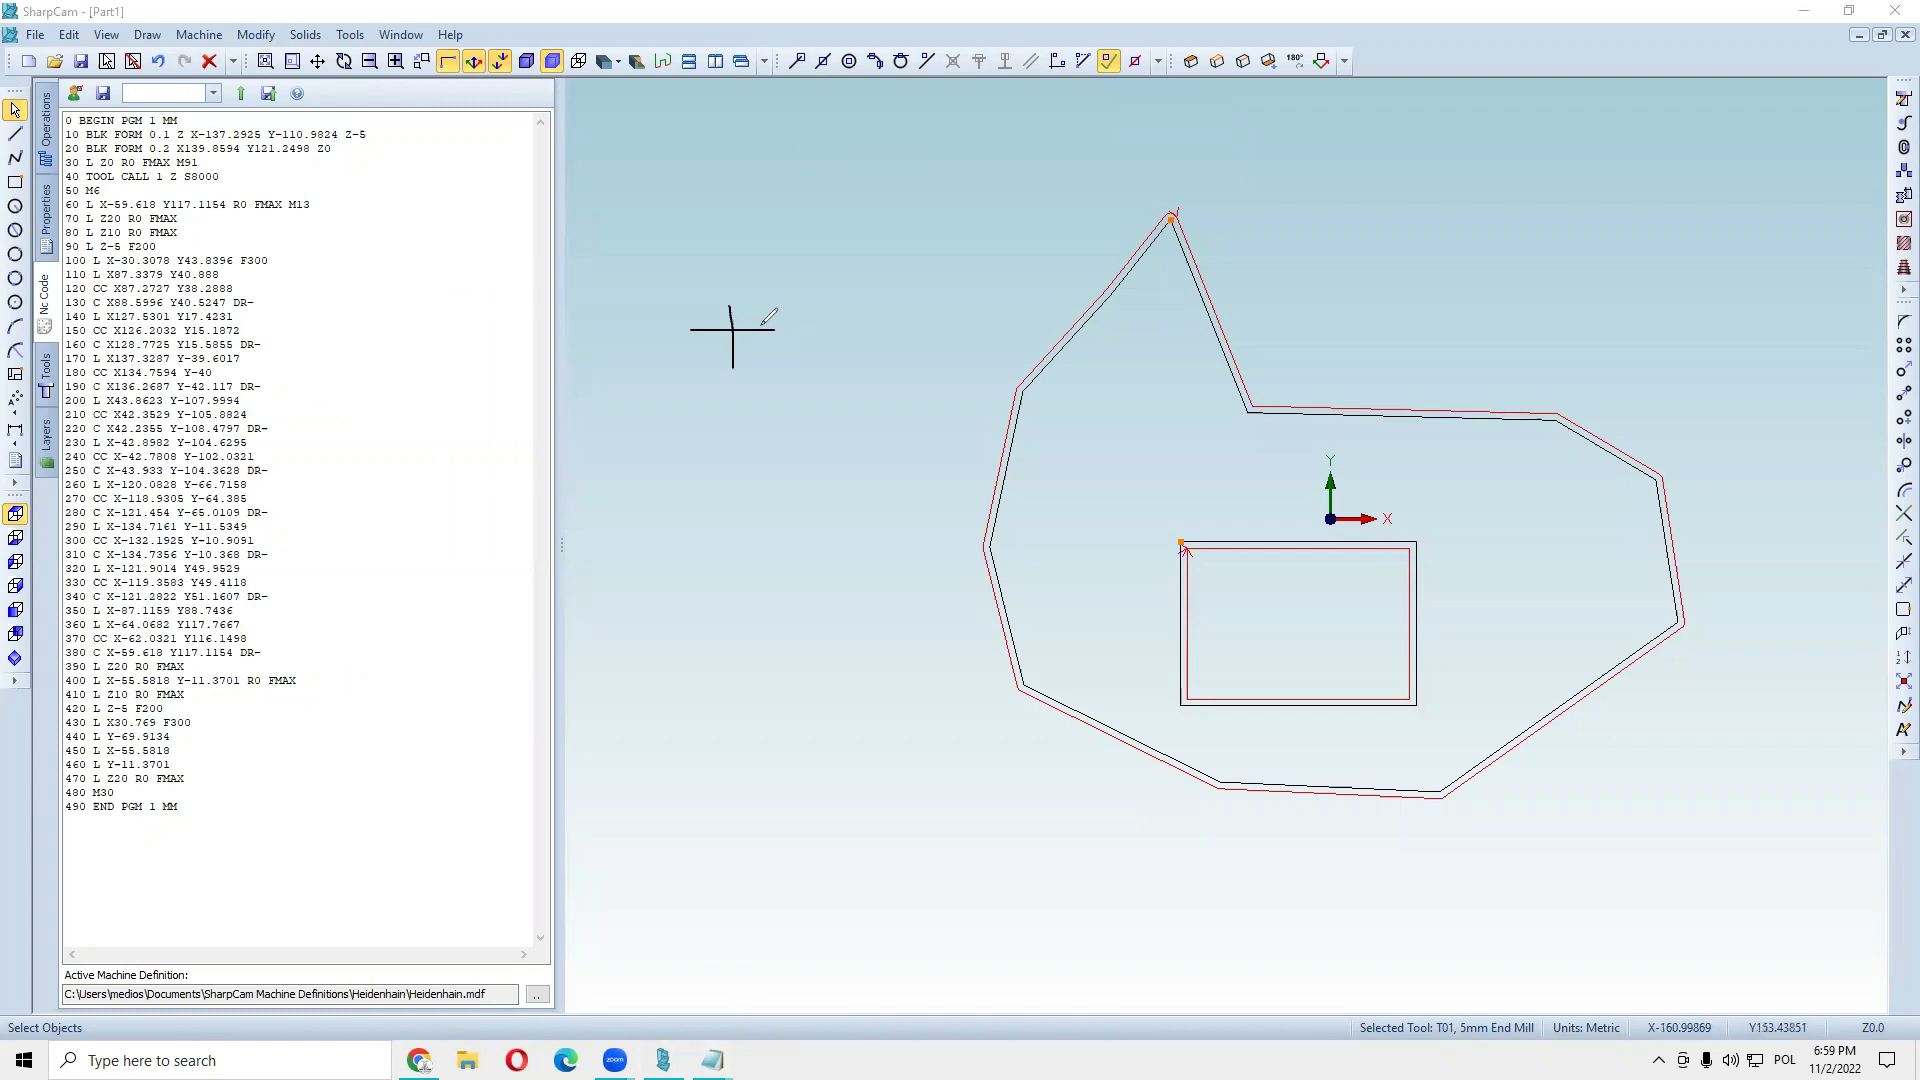 SharpCam - [Part1]
File Edit View Draw Machine Modify Solids Tools Window Help
180°
Operations
Properties
Nc Code
Tools
Layers
0 BEGIN PGM 1 MM
10 BLK FORM 0.1 Z X-137.2925 Y-110.9824 Z-5
20 BLK FORM 0.2 X139.8594 Y121.2498 Z0
30 L Z0 R0 FMAX M91
40 TOOL CALL 1 Z S8000
50 M6
60 L X-59.618 Y117.1154 R0 FMAX M13
70 L Z20 R0 FMAX
80 L Z10 R0 FMAX
90 L Z-5 F200
100 L X-30.3078 Y43.8396 F300
110 L X87.3379 Y40.888
120 CC X87.2727 Y38.2888
130 C X88.5996 Y40.5247 DR-
140 L X127.5301 Y17.4231
150 CC X126.2032 Y15.1872
160 C X128.7725 Y15.5855 DR-
170 L X137.3287 Y-39.6017
180 CC X134.7594 Y-40
190 C X136.2687 Y-42.117 DR-
200 L X43.8623 Y-107.9994
210 CC X42.3529 Y-105.8824
220 C X42.2355 Y-108.4797 DR-
230 L X-42.8982 Y-104.6295
240 CC X-42.7808 Y-102.0321
250 C X-43.933 Y-104.3628 DR-
260 L X-120.0828 Y-66.7158
270 CC X-118.9305 Y-64.385
280 C X-121.454 Y-65.0109 DR-
290 L X-134.7161 Y-11.5349
300 CC X-132.1925 Y-10.9091
310 C X-134.7356 Y-10.368 DR-
320 L X-121.9014 Y49.9529
330 CC X-119.3583 Y49.4118
340 C X-121.2822 Y51.1607 DR-
350 L X-87.1159 Y88.7436
360 L X-64.0682 Y117.7667
370 CC X-62.0321 Y116.1498
380 C X-59.618 Y117.1154 DR-
390 L Z20 R0 FMAX
400 L X-55.5818 Y-11.3701 R0 FMAX
410 L Z10 R0 FMAX
420 L Z-5 F200
430 L X30.769 F300
440 L Y-69.9134
450 L X-55.5818
460 L Y-11.3701
470 L Z20 R0 FMAX
480 M30
490 END PGM 1 MM
Y
X
Active Machine Definition:
C:\Users\medios\Documents\SharpCam Machine Definitions\Heidenhain\Heidenhain.mdf
..
Select Objects
Selected Tool: T01, 5mm End Mill Units: Metric X-160.99869 Y153.43851 Z0.0
Type here to search
zoom
POL
6:59 PM
11/2/2022